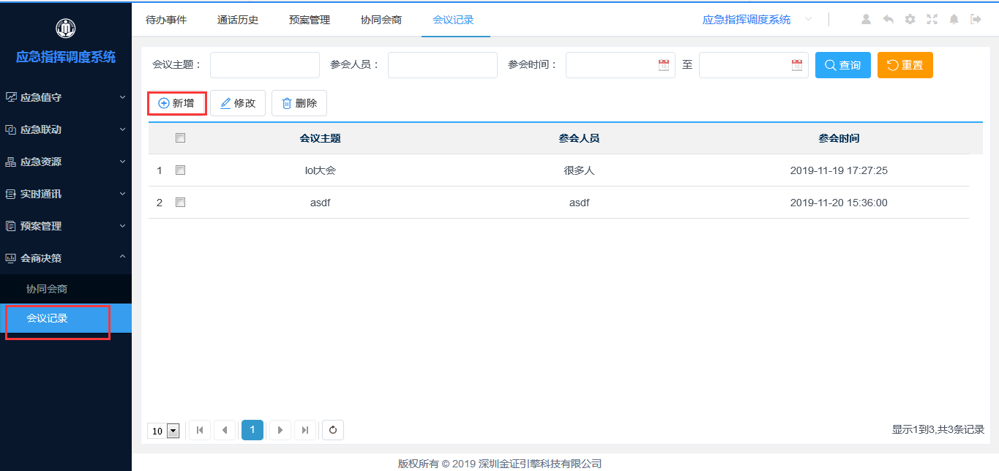 待办事件 通话历史 预案管理 协同会商 会议记录 应急指挥调度系统
应急指挥调度系统
应急值守
应急联动
应急资源
实时通讯
预案管理
会商决策
协同会商
会议记录
会议主题： 参会人员： 参会时间： 至 查询 重置
新增 修改 删除
会议主题 参会人员 参会时间
1 lol大会 很多人 2019-11-19 17:27:25
2 asdf asdf 2019-11-20 15:36:00
10 1 显示1到3,共3条记录
版权所有 © 2019 深圳金证引擎科技有限公司